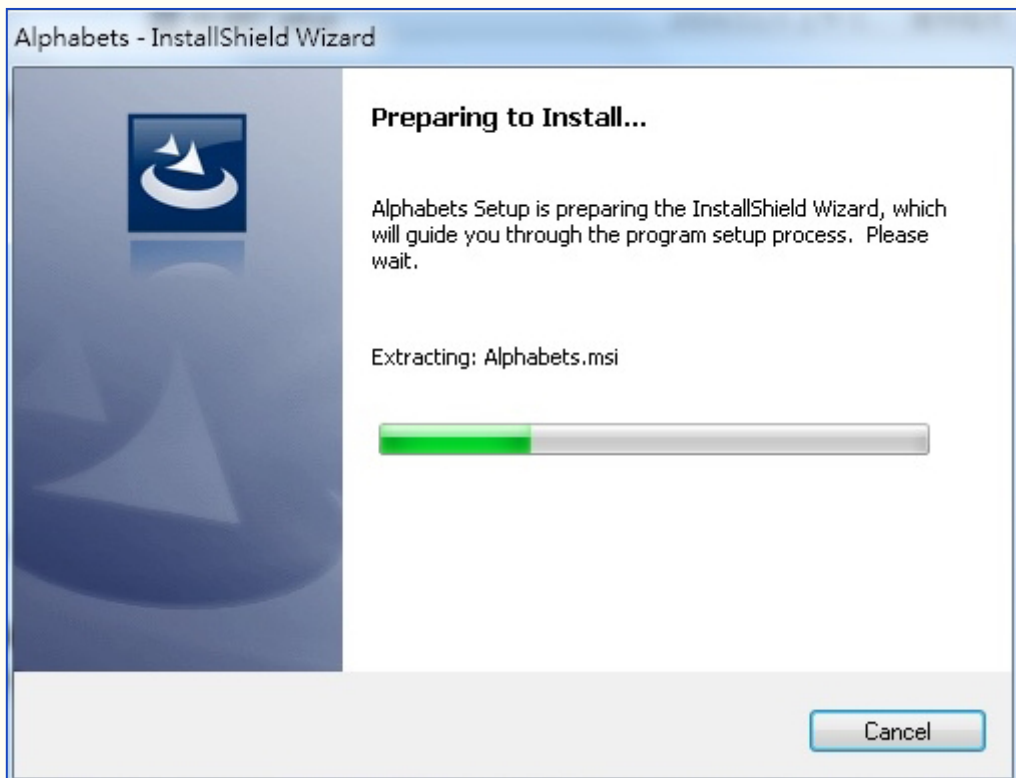 Alphabets - InstallShield Wizard
Preparing to Install...
Alphabets Setup is preparing the InstallShield Wizard, which
will guide you through the program setup process.  Please
wait.
Extracting: Alphabets.msi
Cancel